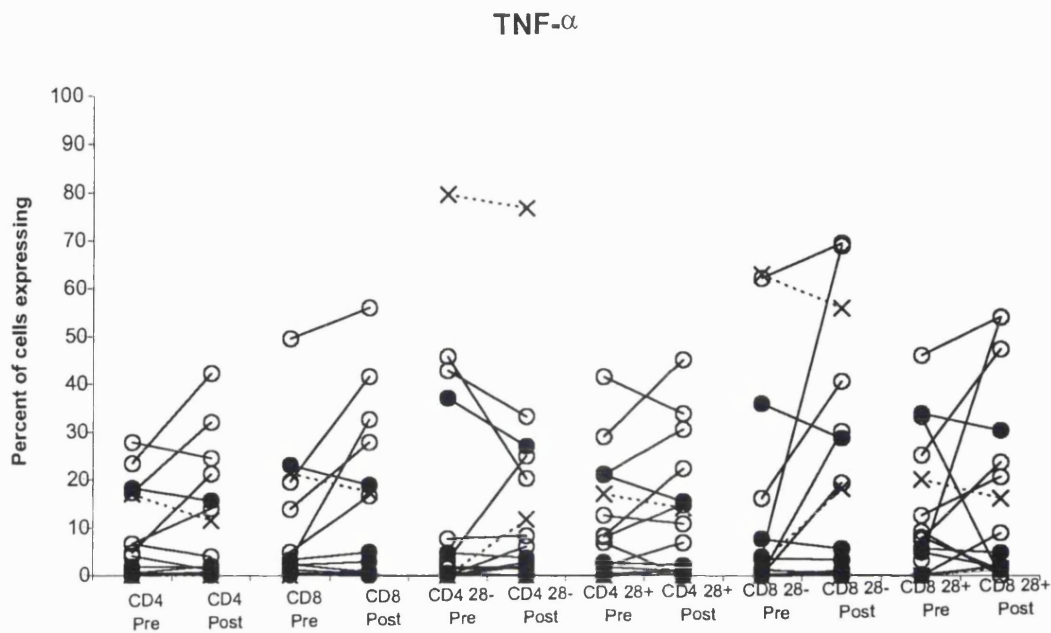 TNF-α
100
90
80
70
60
50
40
30
20
10
0
Percent of cells expressing
CD4 Pre
CD4 Post
CD8 Pre
CD8 Post
CD4 28- Pre
CD4 28- Post
CD4 28+ Pre
CD4 28+ Post
CD8 28- Pre
CD8 28- Post
CD8 28+ Pre
CD8 28+ Post